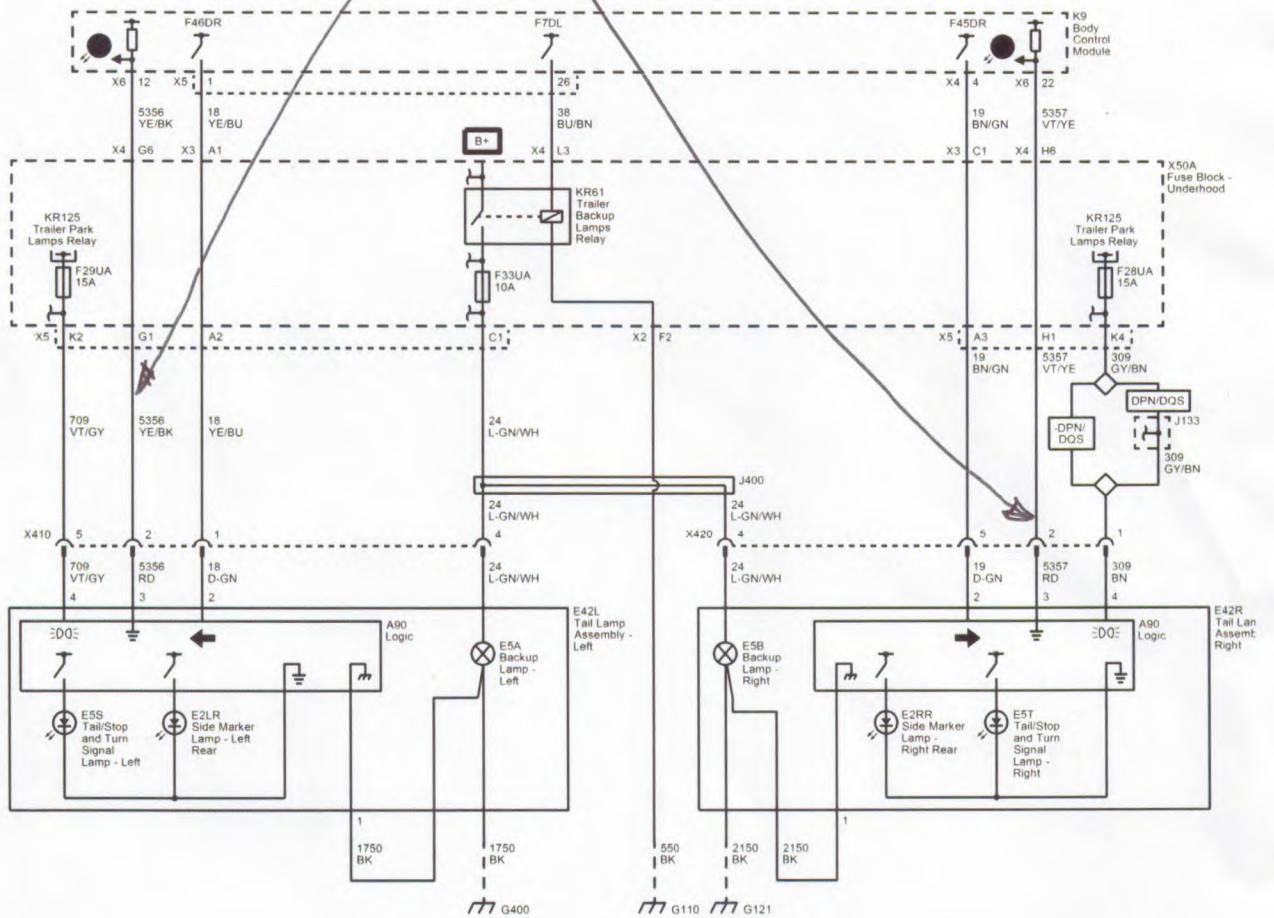 F46DR
F7DL
F45DR
K9
Body
Control
Module
X6 12
X5 1
26
X4 4
X6 22
5356
YE/BK
18
YE/BU
38
BU/BN
19
BN/GN
5357
VT/YE
B+
X4 G6
X3 A1
X4 L3
X3 C1
X4 H6
X50A
Fuse Block -
Underhood
KR61
Trailer
Backup
Lamps
Relay
KR125
Trailer Park
Lamps Relay
KR125
Trailer Park
Lamps Relay
F29UA
15A
F33UA
10A
F28UA
15A
X5 K2
G1
A2
C1
X2 F2
X5 A3
H1
K4
19
BN/GN
5357
VT/YE
309
GY/BN
DPN/DQS
-DPN/
DQS
J133
309
GY/BN
709
VT/GY
5356
YE/BK
18
YE/BU
24
L-GN/WH
J400
24
L-GN/WH
24
L-GN/WH
X410 5
2
1
4
X420 4
5
2
1
709
VT/GY
5356
RD
18
D-GN
24
L-GN/WH
24
L-GN/WH
19
D-GN
5357
RD
309
BN
4
3
2
2
3
4
E42L
Tail Lamp
Assembly -
Left
A90
Logic
E5A
Backup
Lamp -
Left
E5B
Backup
Lamp -
Right
A90
Logic
E42R
Tail Lan
Assemb
Right
E5S
Tail/Stop
and Turn
Signal
Lamp - Left
E2LR
Side Marker
Lamp - Left
Rear
E2RR
Side Marker
Lamp -
Right Rear
E5T
Tail/Stop
and Turn
Signal
Lamp -
Right
1
1
1750
BK
1750
BK
550
BK
2150
BK
2150
BK
G400
G110
G121